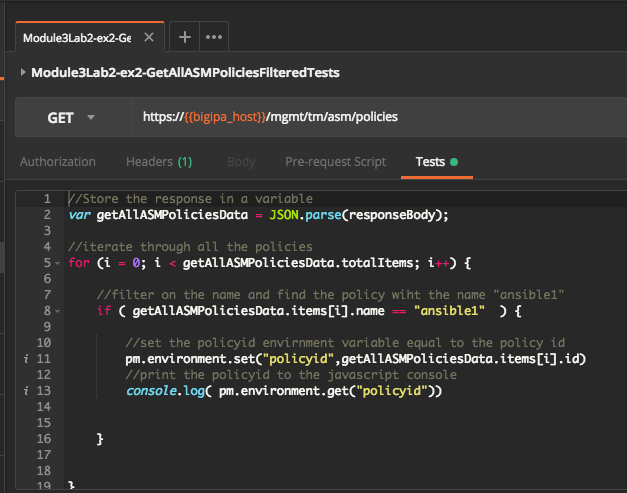 Module3Lab2-ex2-Ge
Module3Lab2-ex2-GetAllASMPoliciesFilteredTests
GET https://{{bigipa_host}}/mgmt/tm/asm/policies
Authorization Headers (1) Body Pre-request Script Tests
1 //Store the response in a variable
2 var getAllASMPoliciesData = JSON.parse(responseBody);
3
4 //iterate through all the policies
5 for (i = 0; i < getAllASMPoliciesData.totalItems; i++) {
6
7 //filter on the name and find the policy wiht the name "ansible1"
8 if ( getAllASMPoliciesData.items[i].name == "ansible1"  ) {
9
10 //set the policyid envirnment variable equal to the policy id
i 11 pm.environment.set("policyid",getAllASMPoliciesData.items[i].id)
12 //print the policyid to the javascript console
i 13 console.log( pm.environment.get("policyid"))
14
15
16 }
17
18
19 }